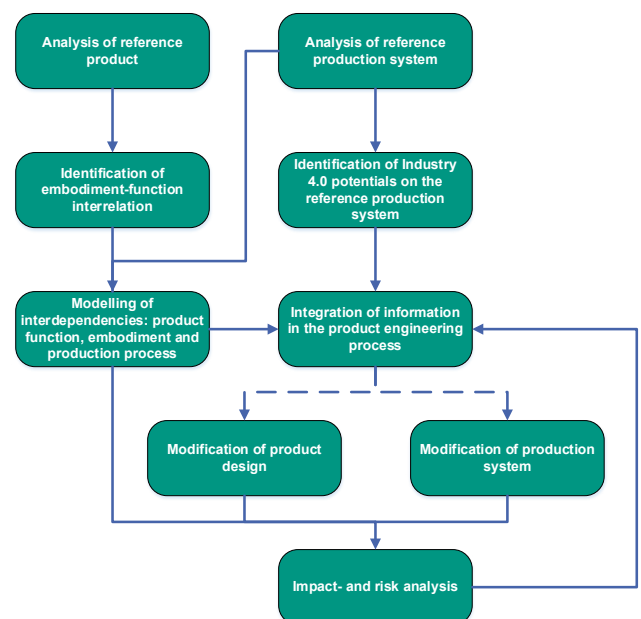 Analysis of reference
product
Analysis of reference
production system
Identification of
embodiment-function
interrelation
Identification of Industry
4.0 potentials on the
reference production
system
Modelling of
interdependencies: product
function, embodiment and
production process
Integration of information
in the product engineering
process
Modification of product
design
Modification of production
system
Impact- and risk analysis